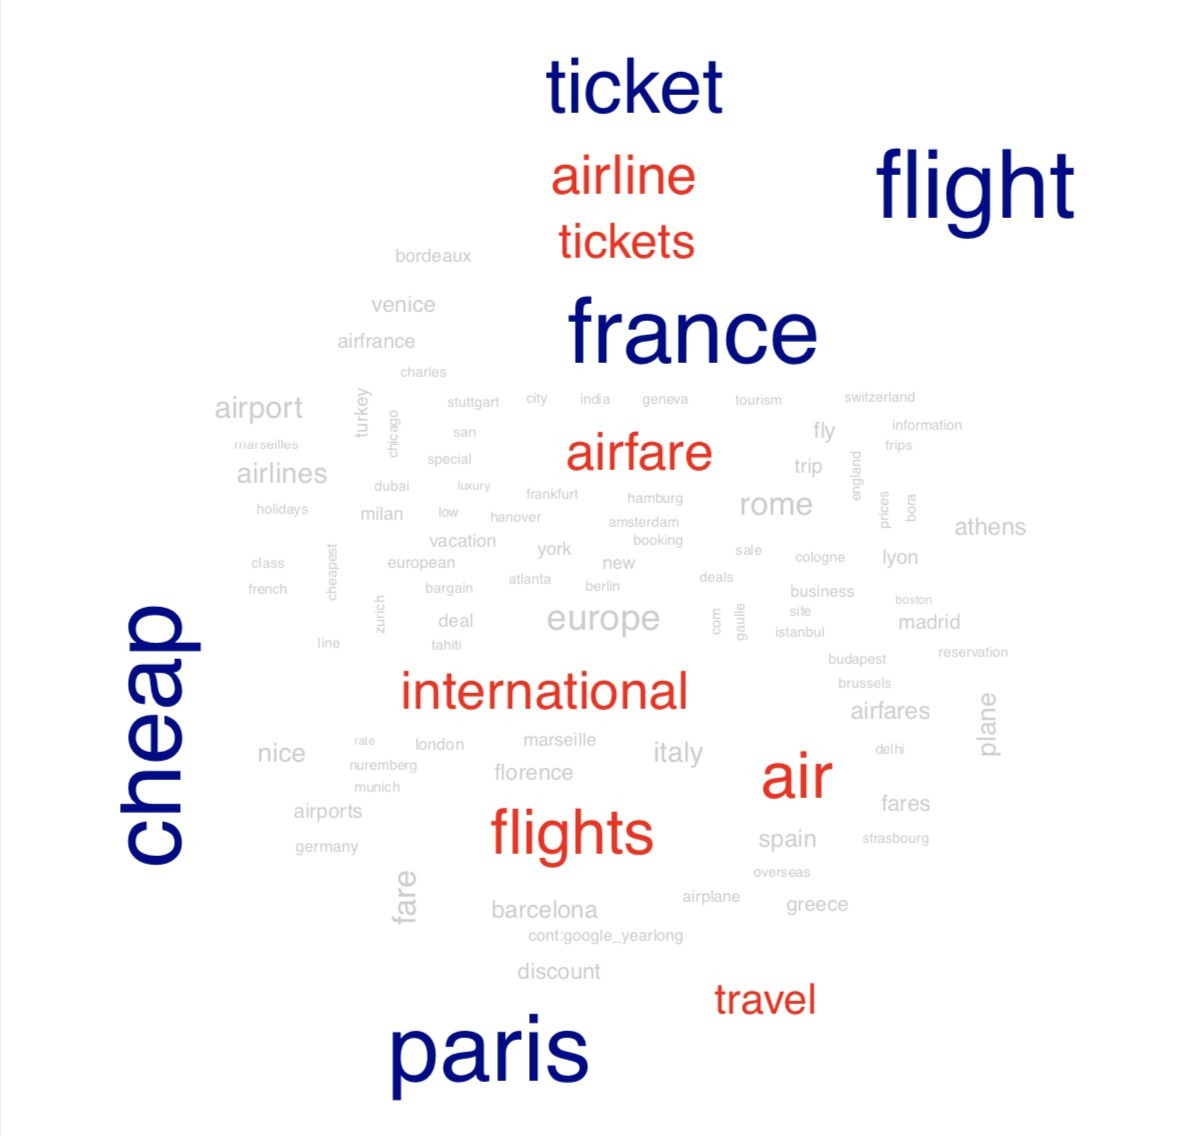 ticket
flight
airline
tickets
bordeaux
venice
france
airfrance
charles
airport
turkey
chicago
stuttgart
city
india
geneva
tourism
switzerland
san
fly
information
marseilles
airfare
trips
special
airlines
trip
england
dubai
luxury
frankfurt
hamburg
rome
prices
bora
holidays
milan
low
hanover
amsterdam
athens
vacation
york
booking
sale
cologne
lyon
class
cheapest
european
new
french
bargain
atlanta
berlin
deals
business
boston
zurich
deal
europe
com
gaulle
site
istanbul
madrid
line
tahiti
budapest
reservation
cheap
international
brussels
airfares
plane
nice
rate
london
marseille
italy
delhi
nuremberg
florence
air
munich
airports
flights
fares
germany
spain
strasbourg
overseas
fare
barcelona
airplane
greece
cont:google_yearlong
discount
travel
paris